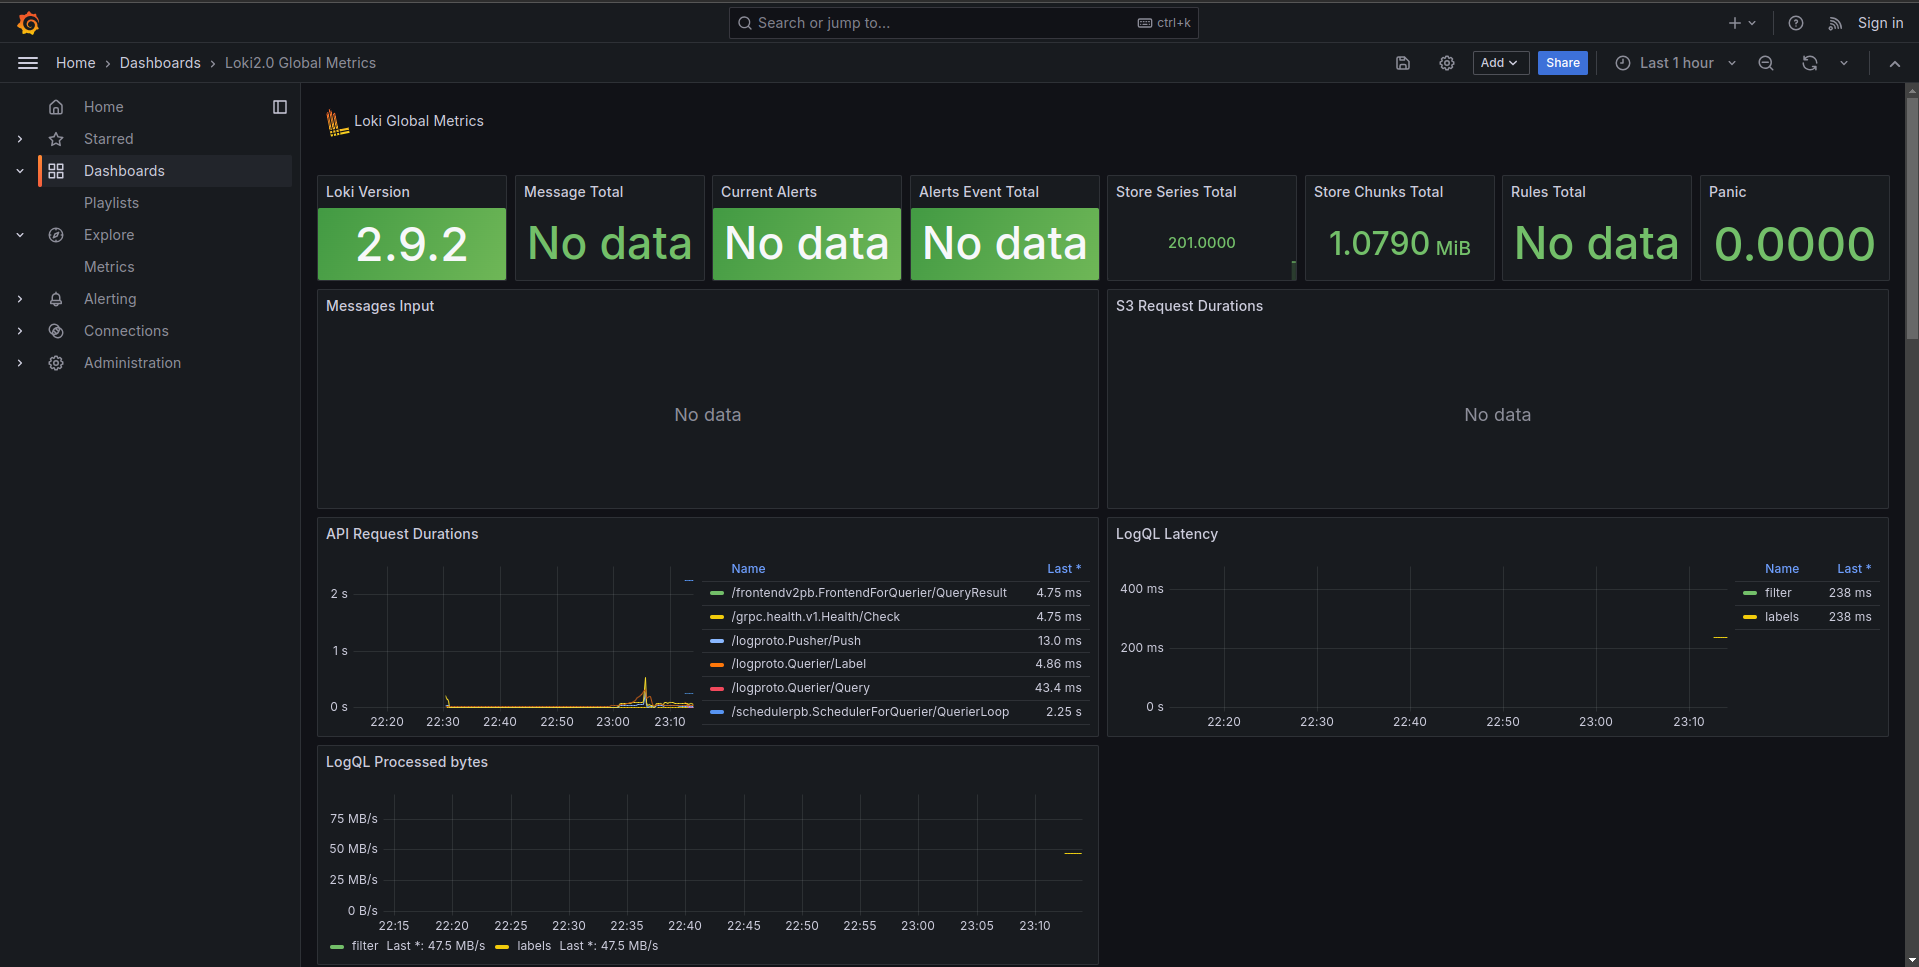 Search or jump to...
ctrl+k
Sign in
Home › Dashboards › Loki2.0 Global Metrics
Add
Share
Last 1 hour
Home
Starred
Dashboards
Playlists
Explore
Metrics
Alerting
Connections
Administration
Loki Global Metrics
Loki Version
2.9.2
Message Total
No data
Current Alerts
No data
Alerts Event Total
No data
Store Series Total
201.0000
Store Chunks Total
1.0790 MiB
Rules Total
No data
Panic
0.0000
Messages Input
No data
S3 Request Durations
No data
API Request Durations
2 s
1 s
0 s
22:20 22:30 22:40 22:50 23:00 23:10
Name Last *
/frontendv2pb.FrontendForQuerier/QueryResult 4.75 ms
/grpc.health.v1.Health/Check 4.75 ms
/logproto.Pusher/Push 13.0 ms
/logproto.Querier/Label 4.86 ms
/logproto.Querier/Query 43.4 ms
/schedulerpb.SchedulerForQuerier/QuerierLoop 2.25 s
LogQL Latency
400 ms
200 ms
0 s
22:20 22:30 22:40 22:50 23:00 23:10
Name Last *
filter 238 ms
labels 238 ms
LogQL Processed bytes
75 MB/s
50 MB/s
25 MB/s
0 B/s
22:15 22:20 22:25 22:30 22:35 22:40 22:45 22:50 22:55 23:00 23:05 23:10
filter Last *: 47.5 MB/s labels Last *: 47.5 MB/s